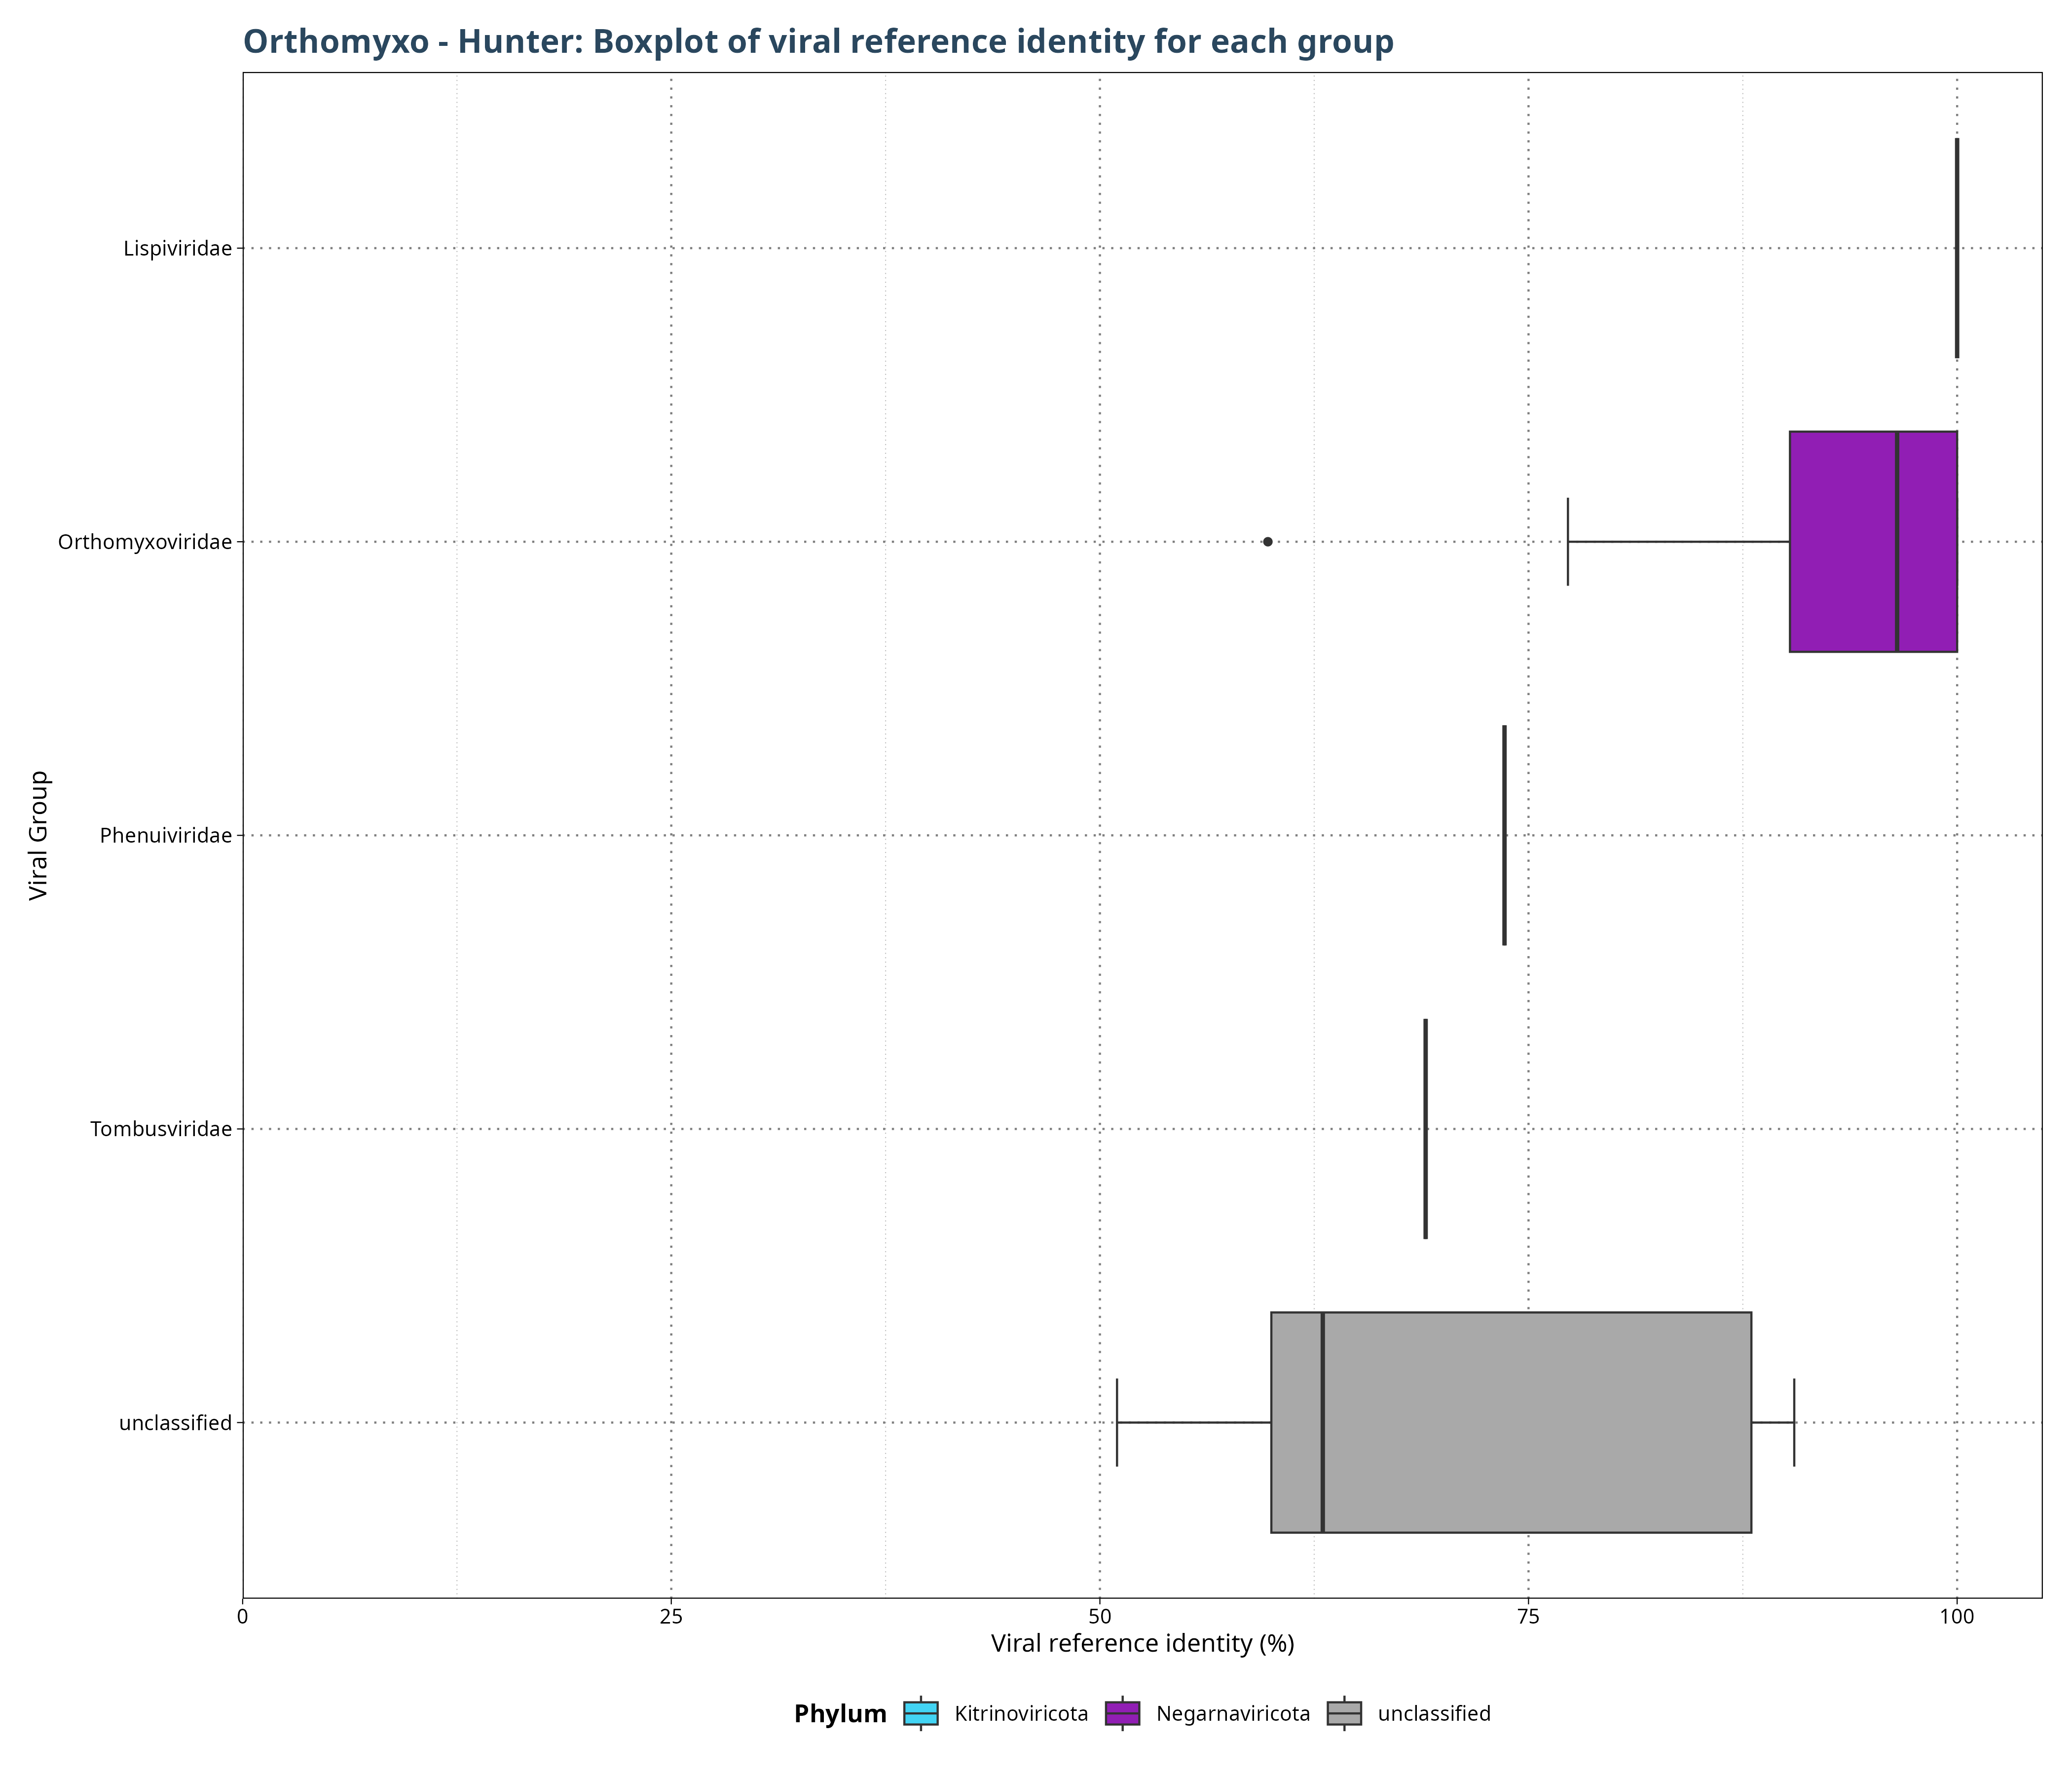 Orthomyxo - Hunter: Boxplot of viral reference identity for each group
Viral Group
Lispiviridae
Orthomyxoviridae
Phenuiviridae
Tombusviridae
unclassified
0 25 50 75 100
Viral reference identity (%)
Phylum Kitrinoviricota Negarnaviricota unclassified